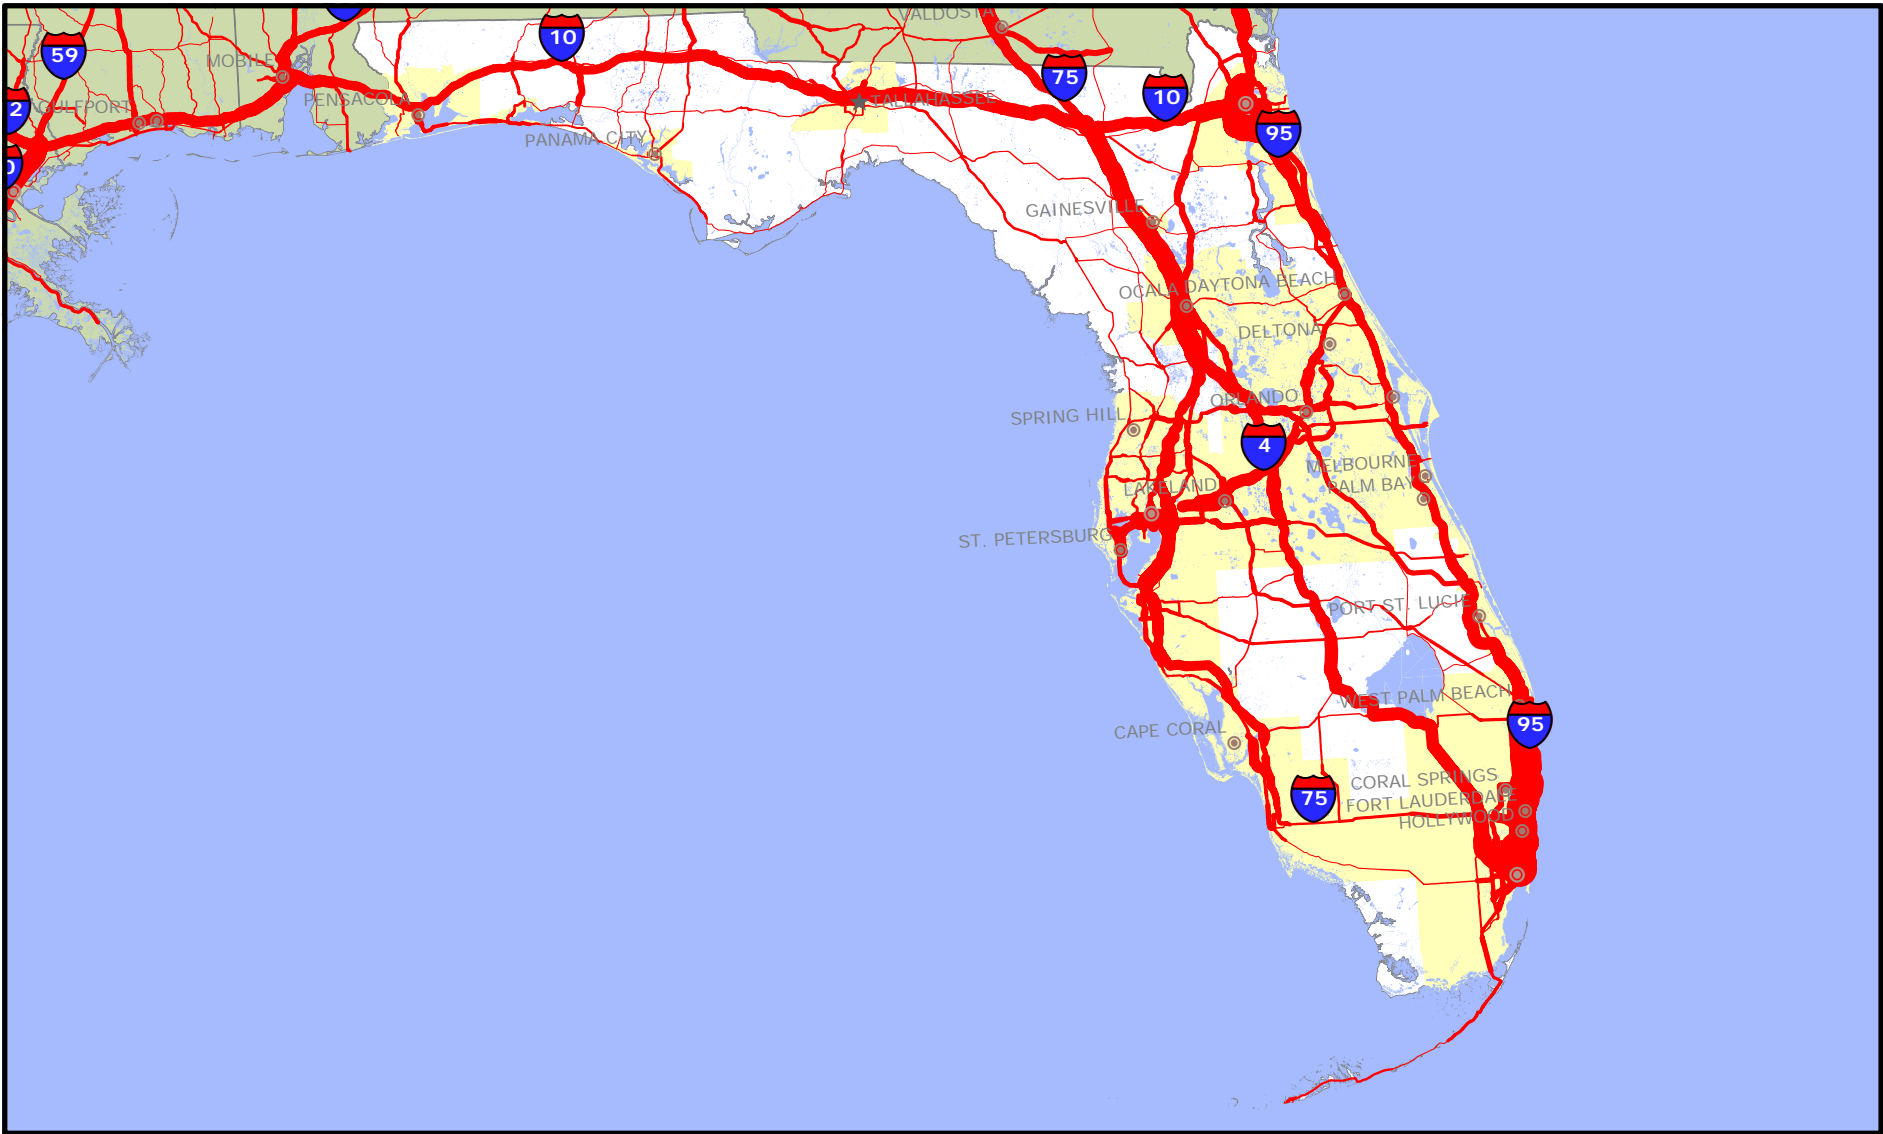 VALDOSTA
10
59
MOBILE
75
10
2
GULFPORT
PENSACOLA
TALLAHASSEE
95
PANAMA CITY
0
GAINESVILLE
OCALA
DAYTONA BEACH
DELTONA
ORLANDO
SPRING HILL
4
MELBOURNE
LAKELAND
PALM BAY
ST. PETERSBURG
PORT ST. LUCIE
WEST PALM BEACH
95
CAPE CORAL
CORAL SPRINGS
75
FORT LAUDERDALE
HOLLYWOOD